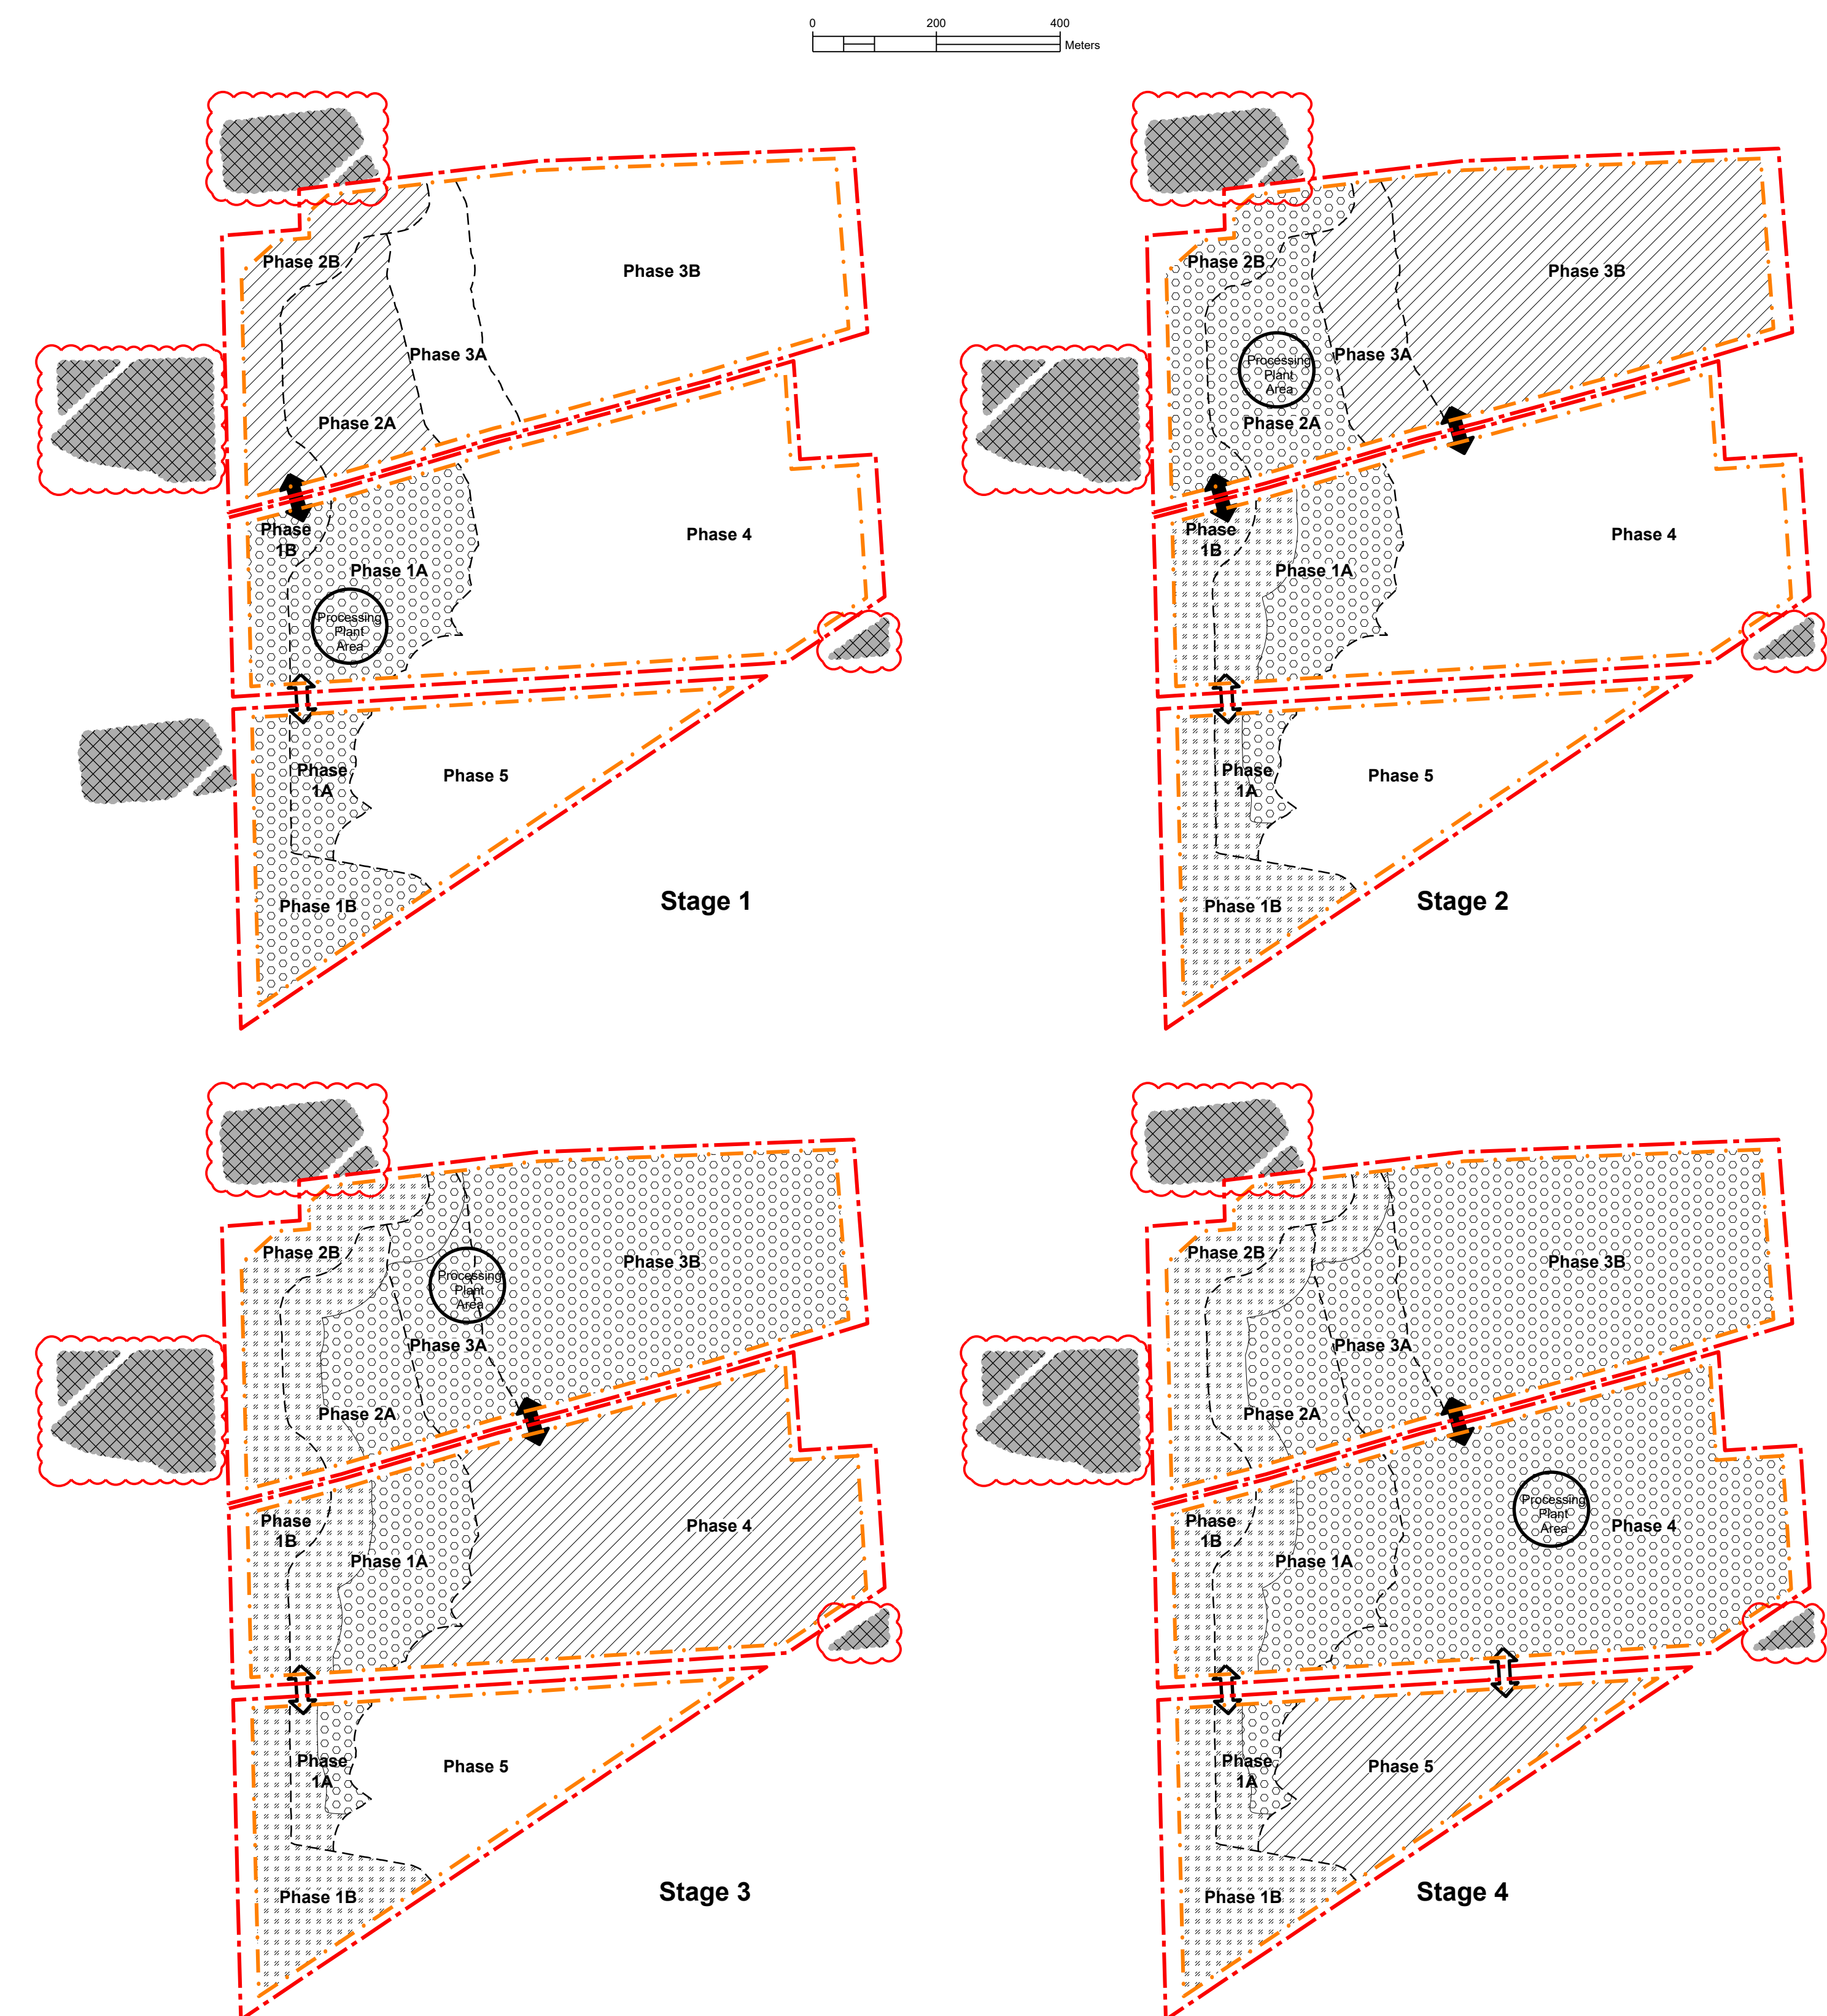 0 200 400
Meters
Phase 2B
Phase 3B
Phase 3A
Phase 2A
Phase
1B
Phase 1A
Phase 4
Processing
Plant
Area
Phase
1A
Phase 5
Phase 1B
Stage 1
Phase 2B
Phase 3B
Processing
Plant
Area
Phase 3A
Phase 2A
Phase
1B
Phase 1A
Phase 4
Phase
1A
Phase 5
Phase 1B
Stage 2
Phase 2B
Phase 3B
Processing
Plant
Area
Phase 3A
Phase 2A
Phase
1B
Phase 1A
Phase 4
Phase
1A
Phase 5
Phase 1B
Stage 3
Phase 2B
Phase 3B
Phase 3A
Phase 2A
Processing
Plant
Area
Phase
1B
Phase 1A
Phase 4
Phase
1A
Phase 5
Phase 1B
Stage 4